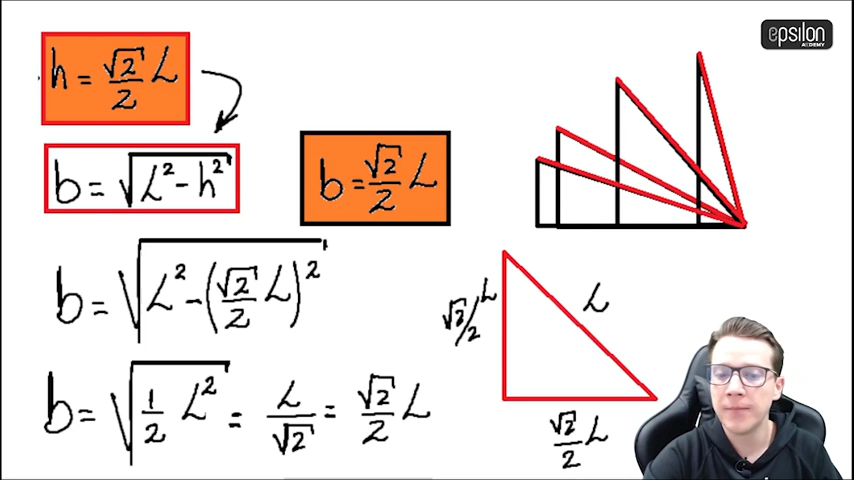 epsilon
ACADEMY
h = √2/2 L
b = √(L² - h²)
b = √2/2 L
b = √(L² - (√2/2 L)²)
b = √(1/2 L²) = L/√2 = √2/2 L
√2/2 L
L
√2/2 L